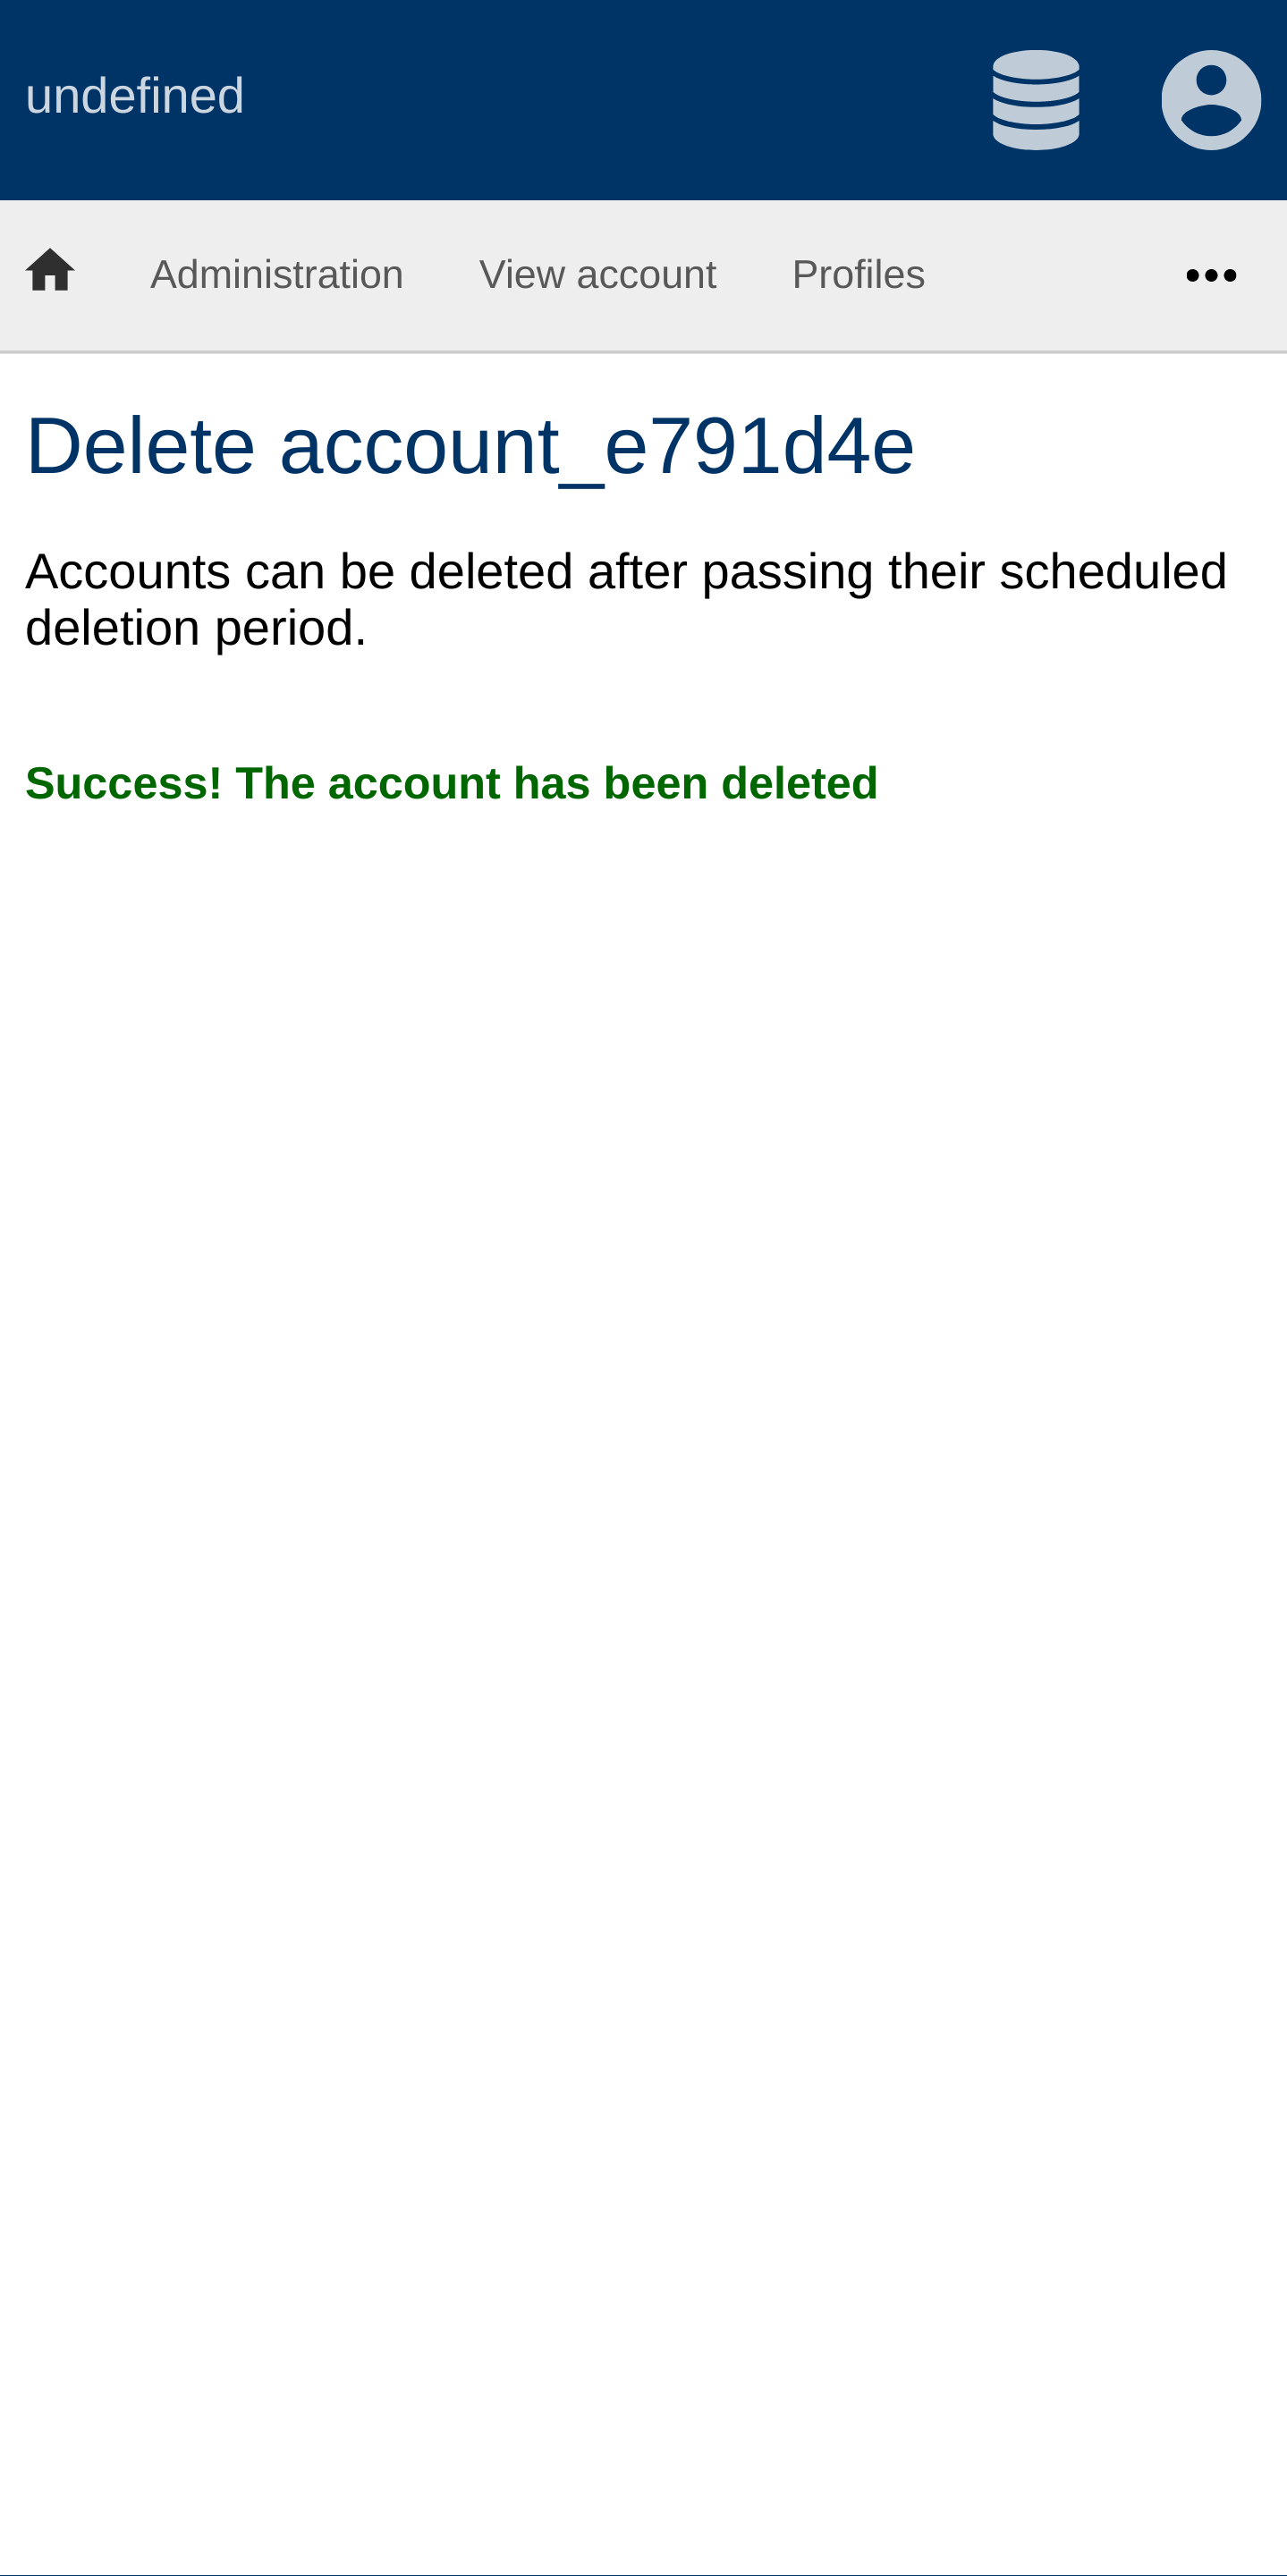 undefined
Administration View account Profiles
Delete account_e791d4e
Accounts can be deleted after passing their scheduled
deletion period.
Success! The account has been deleted